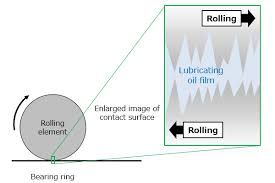 Rolling
Lubricating
oil film
Rolling
Rolling
element
Enlarged image of
contact surface
Bearing ring